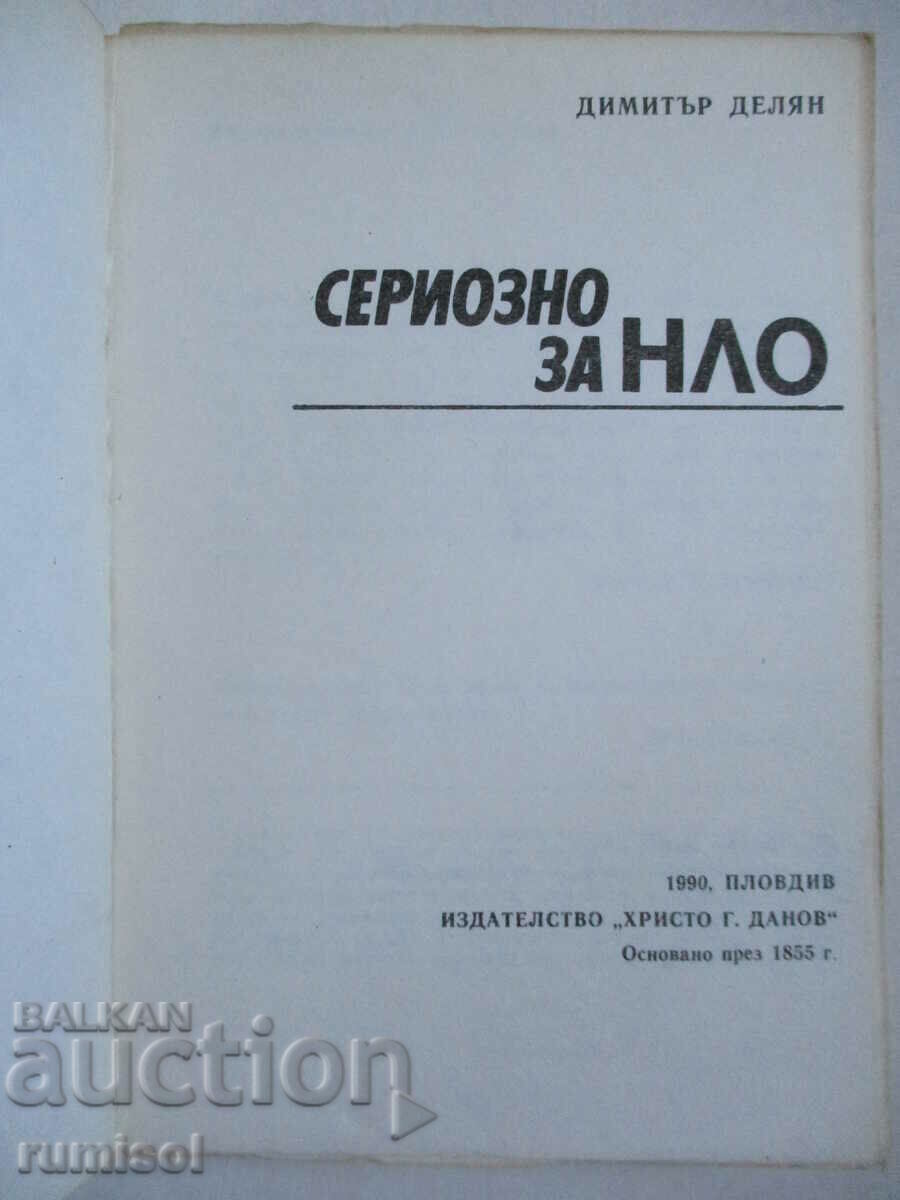 ДИМИТЪР ДЕЛЯН
СЕРИОЗНО
ЗА НЛО
1990, ПЛОВДИВ
ИЗДАТЕЛСТВО „ХРИСТО Г. ДАНОВ“
Основано през 1855 г.
BALKAN
auction
rumisol